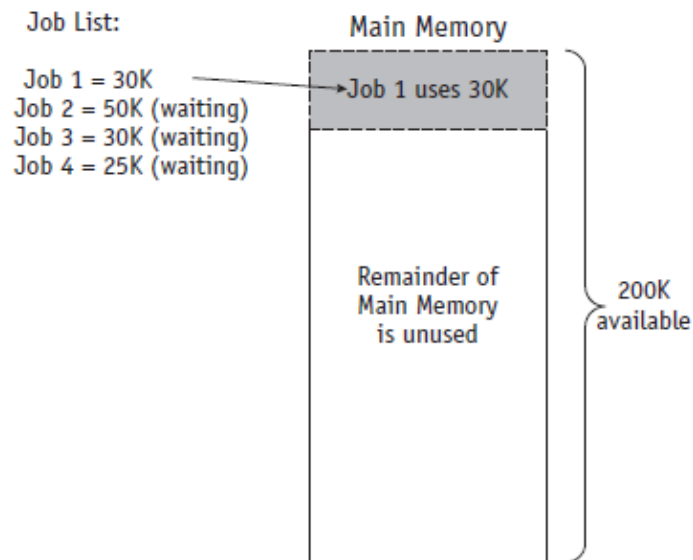 Job List:
Main Memory
Job 1 = 30K
Job 2 = 50K (waiting)
Job 3 = 30K (waiting)
Job 4 = 25K (waiting)
Job 1 uses 30K
Remainder of
Main Memory
is unused
200K
available